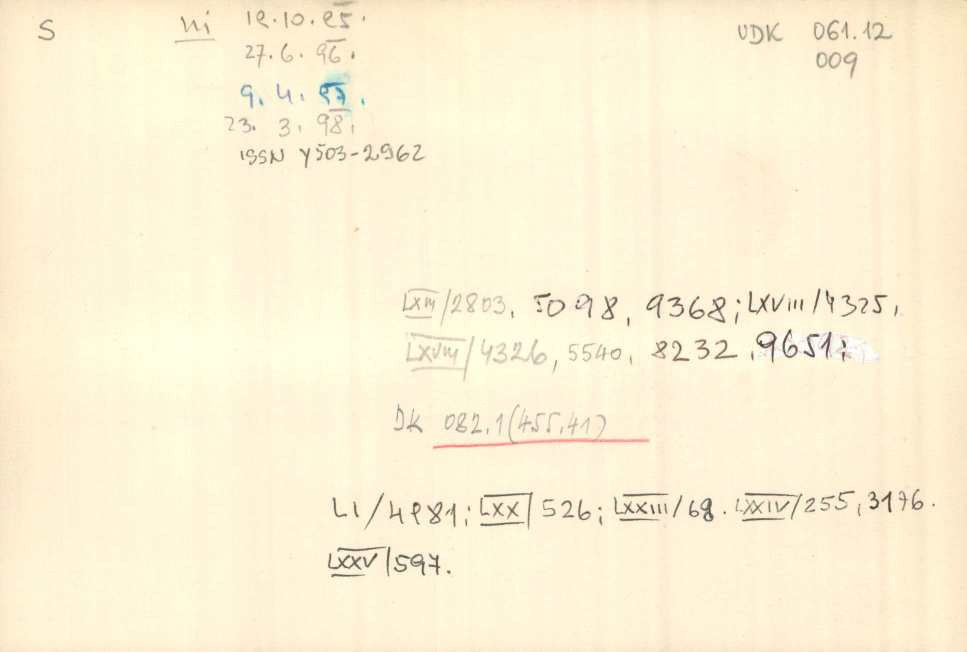 S ni 12.10.95. UDK 061.12
27.6.96. 009
9.4.97.
23.3.98.
ISSN Y503-2962
/2803, 5098, 9368; LXVIII/4325,
LXVIII/4326, 5540, 8232, 9651;
DK 082.1(455.41)
LI/4981; LXX/526; LXXIII/68. LXXIV/255, 3176.
LXXV/597.